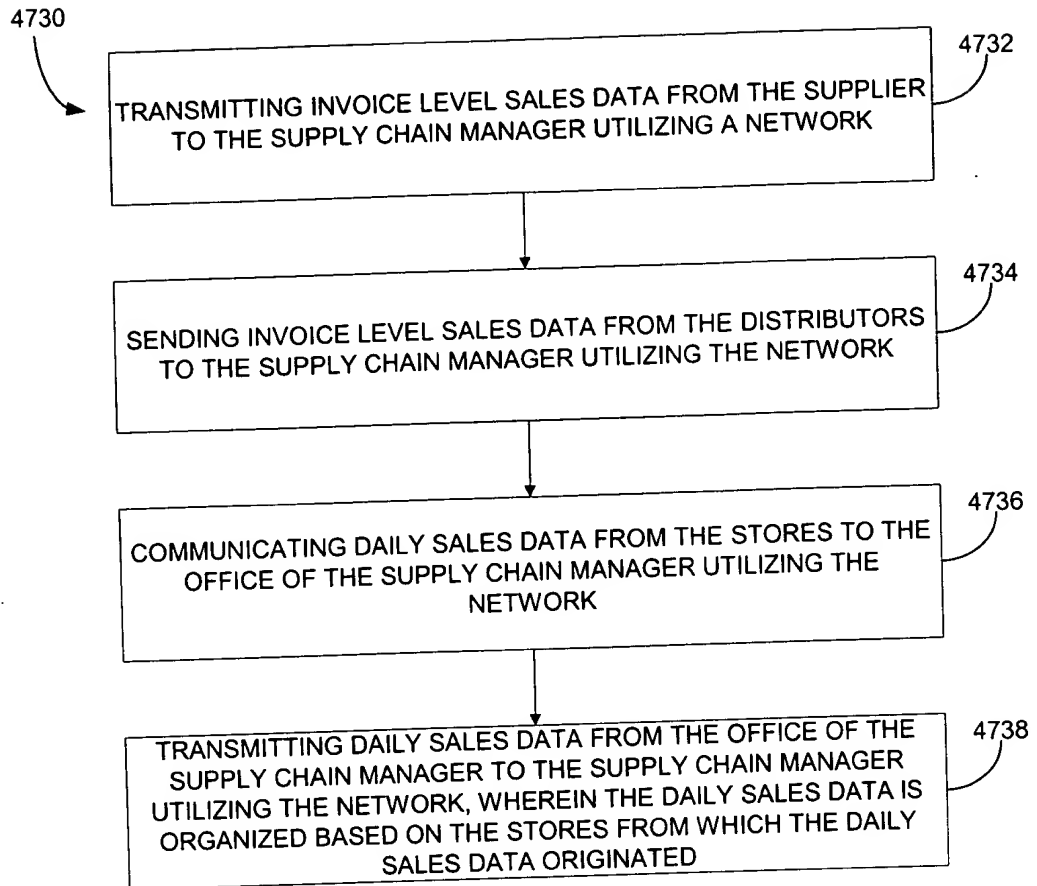 4730
4732
TRANSMITTING INVOICE LEVEL SALES DATA FROM THE SUPPLIER
TO THE SUPPLY CHAIN MANAGER UTILIZING A NETWORK
4734
SENDING INVOICE LEVEL SALES DATA FROM THE DISTRIBUTORS
TO THE SUPPLY CHAIN MANAGER UTILIZING THE NETWORK
4736
COMMUNICATING DAILY SALES DATA FROM THE STORES TO THE
OFFICE OF THE SUPPLY CHAIN MANAGER UTILIZING THE
NETWORK
4738
TRANSMITTING DAILY SALES DATA FROM THE OFFICE OF THE
SUPPLY CHAIN MANAGER TO THE SUPPLY CHAIN MANAGER
UTILIZING THE NETWORK, WHEREIN THE DAILY SALES DATA IS
ORGANIZED BASED ON THE STORES FROM WHICH THE DAILY
SALES DATA ORIGINATED